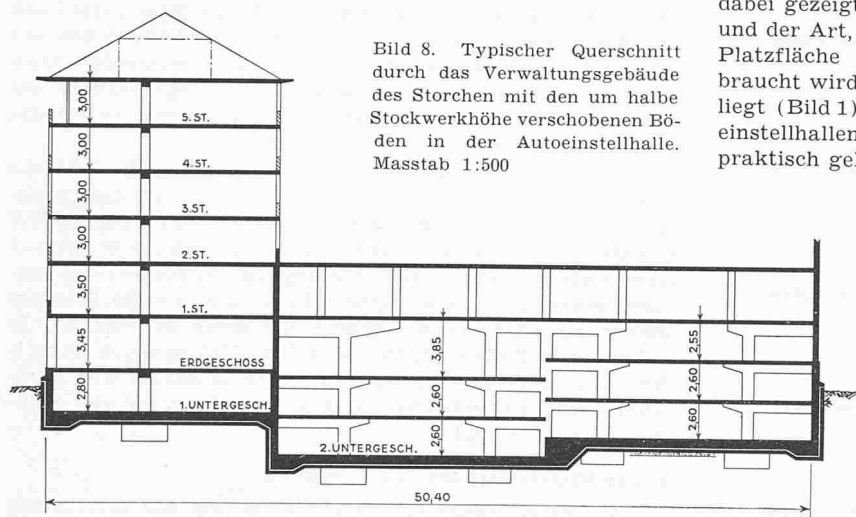 Bild 8. Typischer Querschnitt
durch das Verwaltungsgebäude
des Storchen mit den um halbe
Stockwerkhöhe verschobenen Bö-
den in der Autoeinstellhalle.
Masstab 1:500
dabei gezeigt
und der Art,
Platzfläche
braucht wird
liegt (Bild 1)
einstellhallen
praktisch gel
3,00
5. ST.
3,00
4. ST.
3,00
3. ST.
3,00
2. ST.
3,50
1. ST.
3,45
ERDGESCHOSS
2,80
1. UNTERGESCH.
2. UNTERGESCH.
3,85
2,60
2,60
2,55
2,60
2,60
50,40